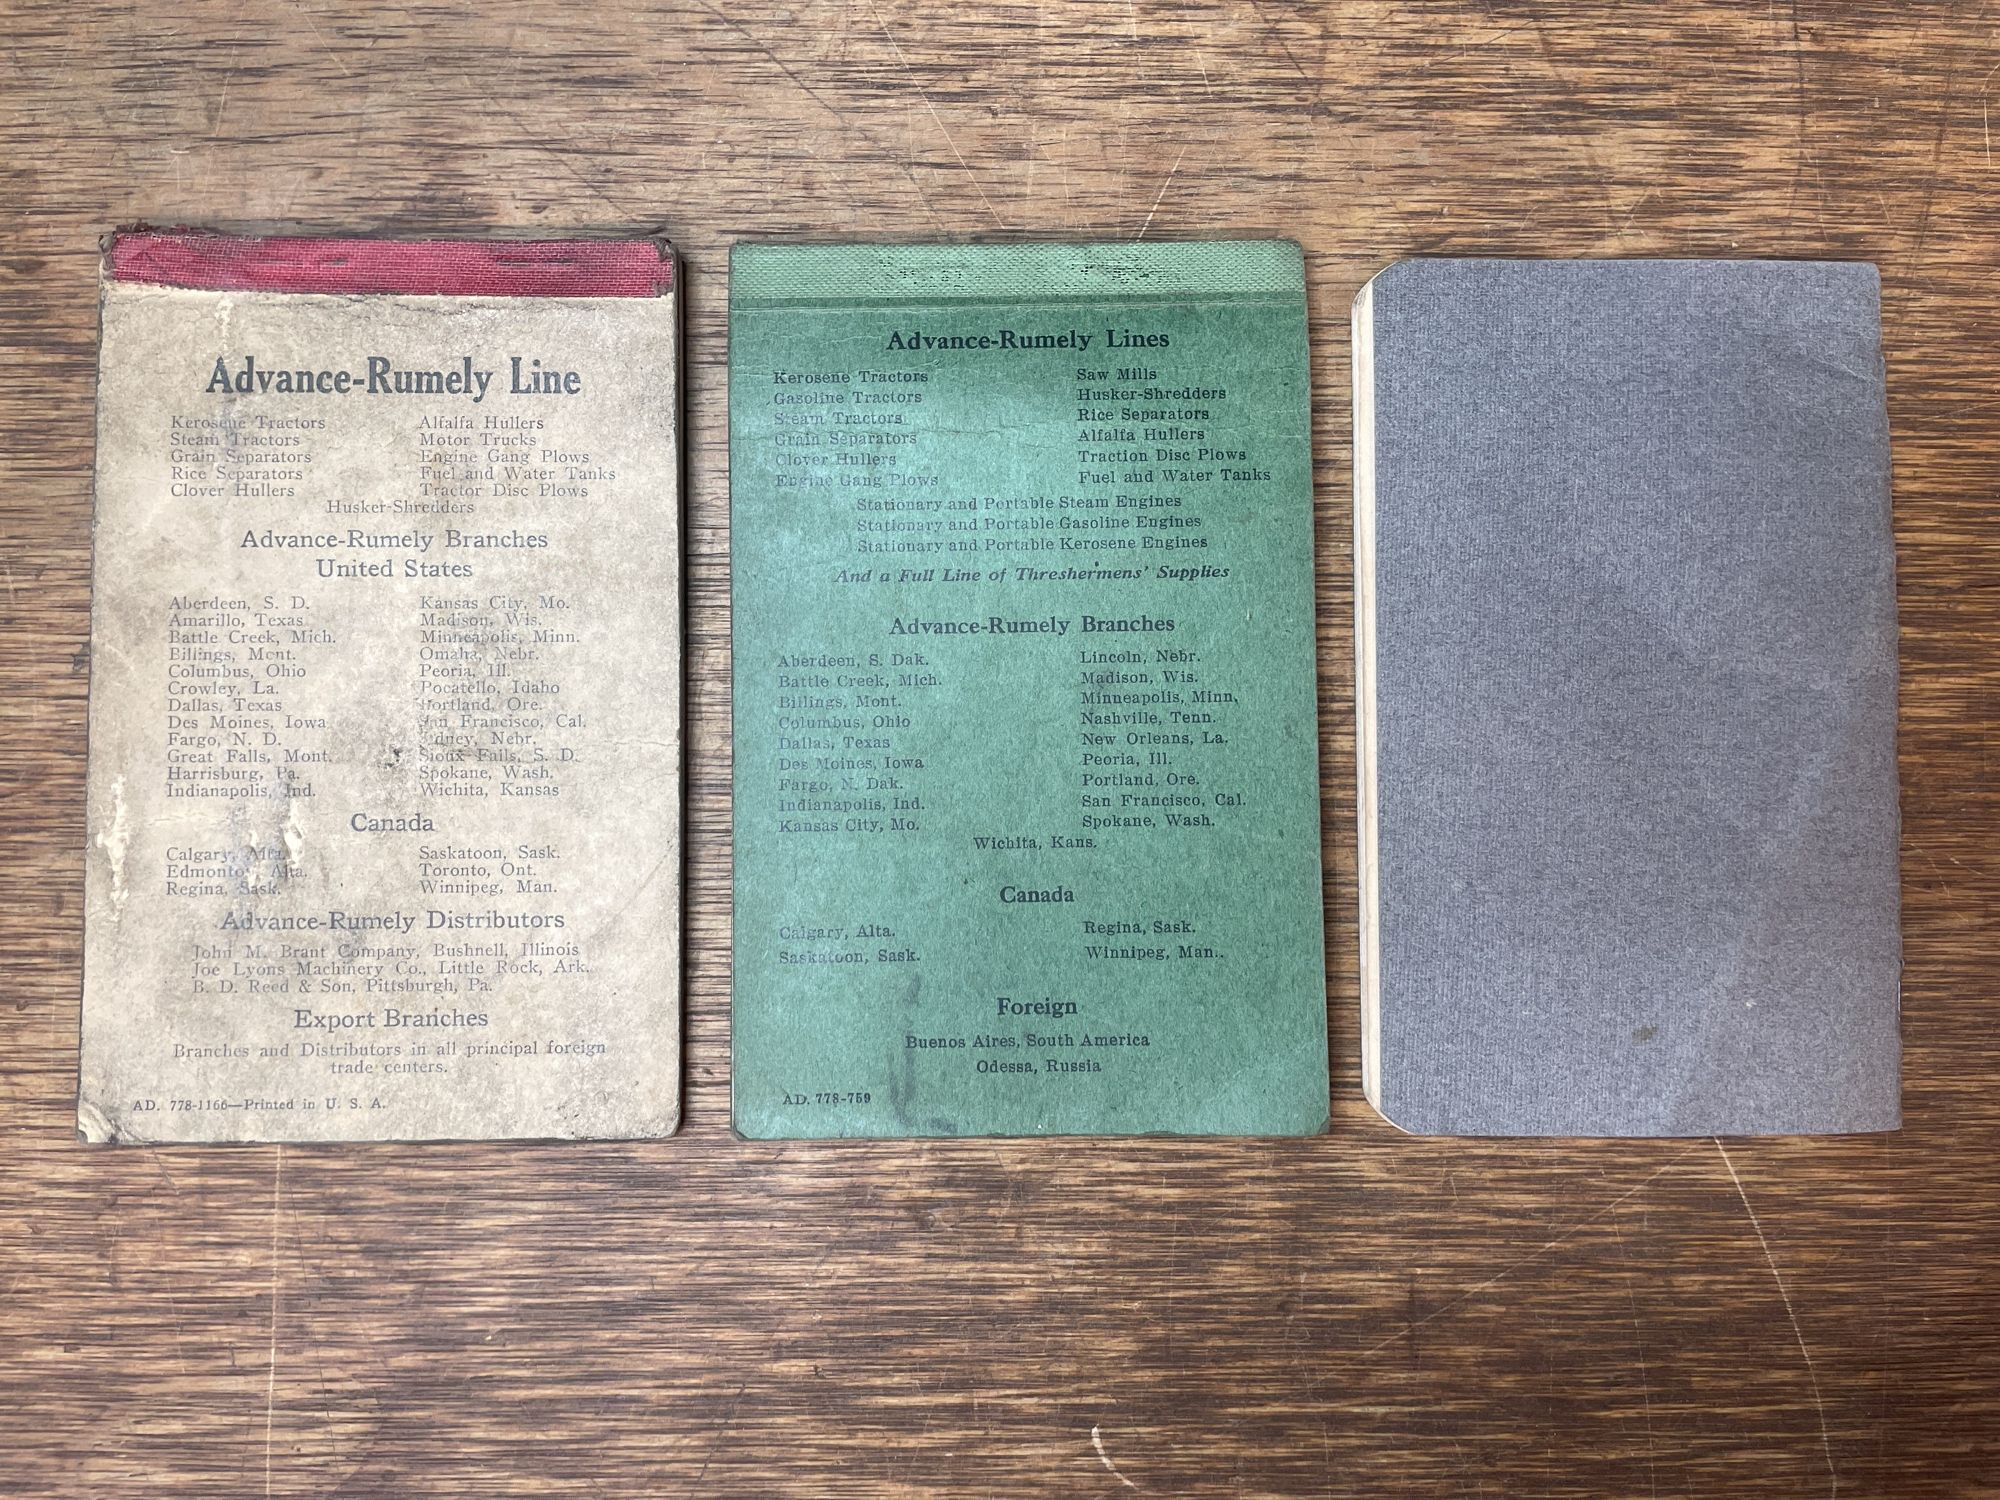 Advance-Rumely Line
Kerosene Tractors Alfalfa Hullers
Steam Tractors Motor Trucks
Grain Separators Engine Gang Plows
Rice Separators Fuel and Water Tanks
Clover Hullers Tractor Disc Plows
Husker-Shredders
Advance-Rumely Branches
United States
Aberdeen, S. D. Kansas City, Mo.
Amarillo, Texas Madison, Wis.
Battle Creek, Mich. Minneapolis, Minn.
Billings, Mont. Omaha, Nebr.
Columbus, Ohio Peoria, Ill.
Crowley, La. Pocatello, Idaho
Dallas, Texas Portland, Ore.
Des Moines, Iowa San Francisco, Cal.
Fargo, N. D. Sidney, Nebr.
Great Falls, Mont. Sioux Falls, S. D.
Harrisburg, Pa. Spokane, Wash.
Indianapolis, Ind. Wichita, Kansas
Canada
Calgary, Alta. Saskatoon, Sask.
Edmonton, Alta. Toronto, Ont.
Regina, Sask. Winnipeg, Man.
Advance-Rumely Distributors
John M. Brant Company, Bushnell, Illinois
Joe Lyons Machinery Co., Little Rock, Ark.
B. D. Reed & Son, Pittsburgh, Pa.
Export Branches
Branches and Distributors in all principal foreign
trade centers.
AD. 778-1166—Printed in U. S. A.
Advance-Rumely Lines
Kerosene Tractors Saw Mills
Gasoline Tractors Husker-Shredders
Steam Tractors Rice Separators
Grain Separators Alfalfa Hullers
Clover Hullers Traction Disc Plows
Engine Gang Plows Fuel and Water Tanks
Stationary and Portable Steam Engines
Stationary and Portable Gasoline Engines
Stationary and Portable Kerosene Engines
And a Full Line of Threshermens' Supplies
Advance-Rumely Branches
Aberdeen, S. Dak. Lincoln, Nebr.
Battle Creek, Mich. Madison, Wis.
Billings, Mont. Minneapolis, Minn.
Columbus, Ohio Nashville, Tenn.
Dallas, Texas New Orleans, La.
Des Moines, Iowa Peoria, Ill.
Fargo, N. Dak. Portland, Ore.
Indianapolis, Ind. San Francisco, Cal.
Kansas City, Mo. Spokane, Wash.
Wichita, Kans.
Canada
Calgary, Alta. Regina, Sask.
Saskatoon, Sask. Winnipeg, Man..
Foreign
Buenos Aires, South America
Odessa, Russia
AD. 778-759